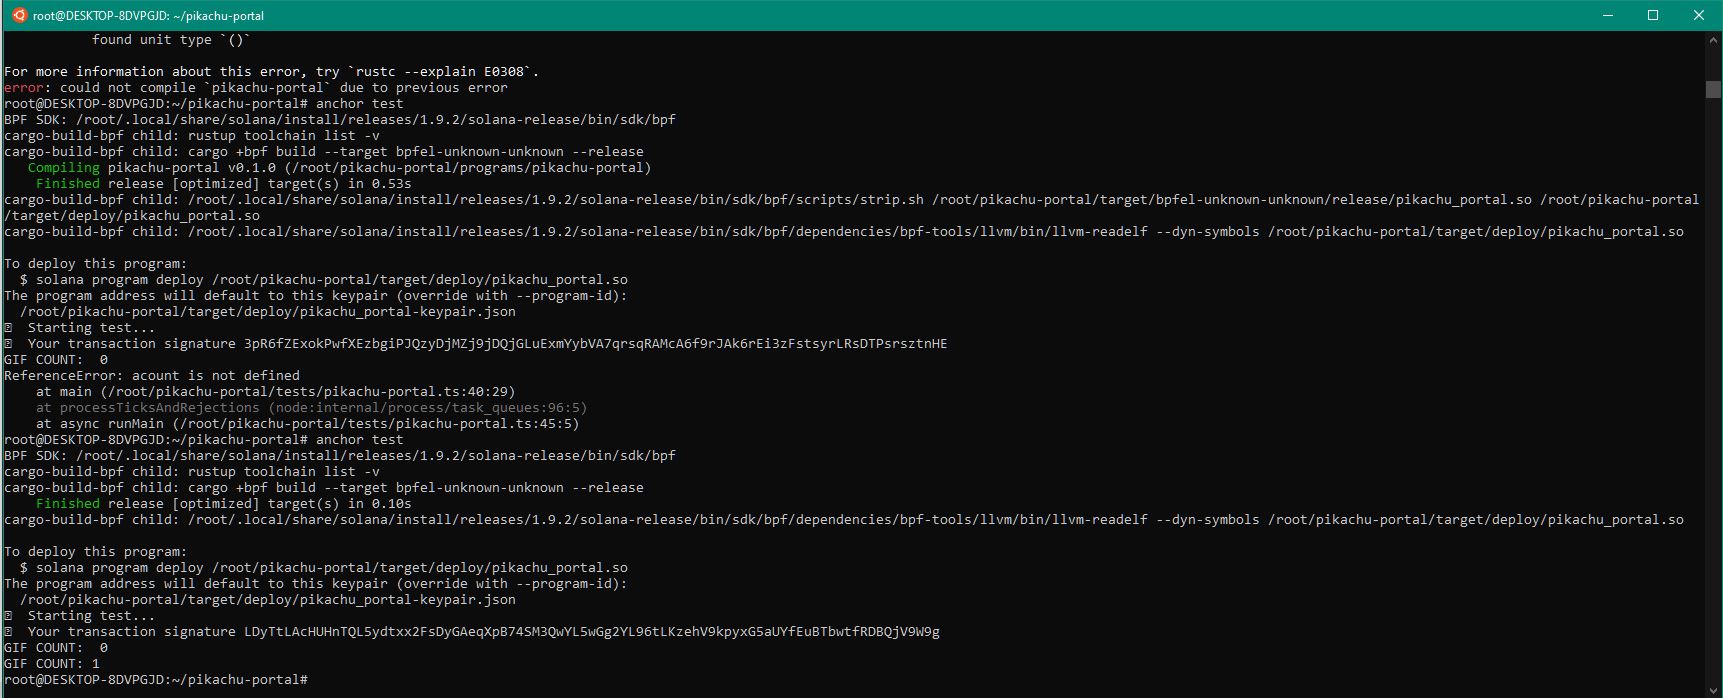 root@DESKTOP-8DVPGJD: ~/pikachu-portal
found unit type `()`
For more information about this error, try `rustc --explain E0308`.
error: could not compile `pikachu-portal` due to previous error
root@DESKTOP-8DVPGJD:~/pikachu-portal# anchor test
BPF SDK: /root/.local/share/solana/install/releases/1.9.2/solana-release/bin/sdk/bpf
cargo-build-bpf child: rustup toolchain list -v
cargo-build-bpf child: cargo +bpf build --target bpfel-unknown-unknown --release
Compiling pikachu-portal v0.1.0 (/root/pikachu-portal/programs/pikachu-portal)
Finished release [optimized] target(s) in 0.53s
cargo-build-bpf child: /root/.local/share/solana/install/releases/1.9.2/solana-release/bin/sdk/bpf/scripts/strip.sh /root/pikachu-portal/target/bpfel-unknown-unknown/release/pikachu_portal.so /root/pikachu-portal
/target/deploy/pikachu_portal.so
cargo-build-bpf child: /root/.local/share/solana/install/releases/1.9.2/solana-release/bin/sdk/bpf/dependencies/bpf-tools/llvm/bin/llvm-readelf --dyn-symbols /root/pikachu-portal/target/deploy/pikachu_portal.so
To deploy this program:
$ solana program deploy /root/pikachu-portal/target/deploy/pikachu_portal.so
The program address will default to this keypair (override with --program-id):
/root/pikachu-portal/target/deploy/pikachu_portal-keypair.json
Starting test...
Your transaction signature 3pR6fZExokPwfXEzbgiPJQzyDjMZj9jDQjGLuExmYybVA7qrsqRAMcA6f9rJAk6rEi3zFstsyrLRsDTPsrsztnHE
GIF COUNT:  0
ReferenceError: acount is not defined
at main (/root/pikachu-portal/tests/pikachu-portal.ts:40:29)
at processTicksAndRejections (node:internal/process/task_queues:96:5)
at async runMain (/root/pikachu-portal/tests/pikachu-portal.ts:45:5)
root@DESKTOP-8DVPGJD:~/pikachu-portal# anchor test
BPF SDK: /root/.local/share/solana/install/releases/1.9.2/solana-release/bin/sdk/bpf
cargo-build-bpf child: rustup toolchain list -v
cargo-build-bpf child: cargo +bpf build --target bpfel-unknown-unknown --release
Finished release [optimized] target(s) in 0.10s
cargo-build-bpf child: /root/.local/share/solana/install/releases/1.9.2/solana-release/bin/sdk/bpf/dependencies/bpf-tools/llvm/bin/llvm-readelf --dyn-symbols /root/pikachu-portal/target/deploy/pikachu_portal.so
To deploy this program:
$ solana program deploy /root/pikachu-portal/target/deploy/pikachu_portal.so
The program address will default to this keypair (override with --program-id):
/root/pikachu-portal/target/deploy/pikachu_portal-keypair.json
Starting test...
Your transaction signature LDyTtLAcHUHnTQL5ydtxx2FsDyGAeqXpB74SM3QwYL5wGg2YL96tLKzehV9kpyxG5aUYfEuBTbwtfRDBQjV9W9g
GIF COUNT:  0
GIF COUNT: 1
root@DESKTOP-8DVPGJD:~/pikachu-portal#